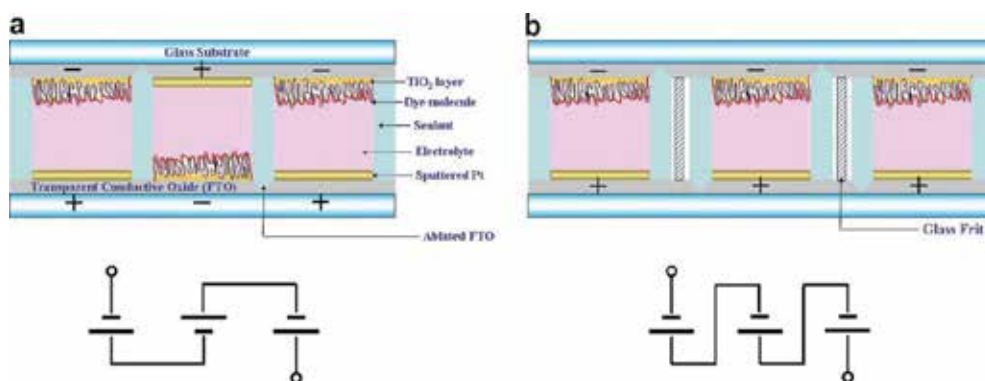 a
Glass Substrate
− + −
TiO₂ layer
Dye molecule
Sealant
Electrolyte
Sputtered Pt
Transparent Conductive Oxide (FTO)
+ − +
Ablated FTO
b
− − −
+ + +
Glass Frit